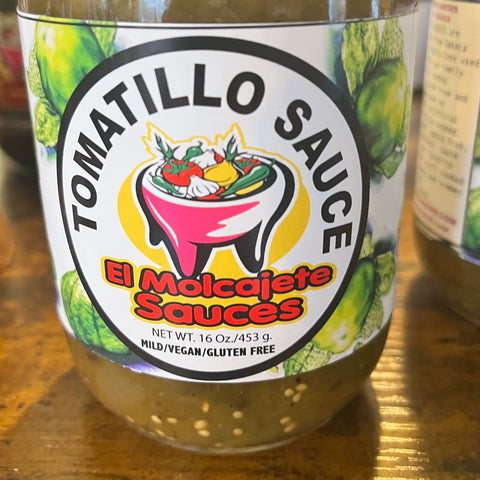 TOMATILLO SAUCE
El Molcajete
Sauces
NET WT. 16 Oz./453 g.
MILD/VEGAN/GLUTEN FREE